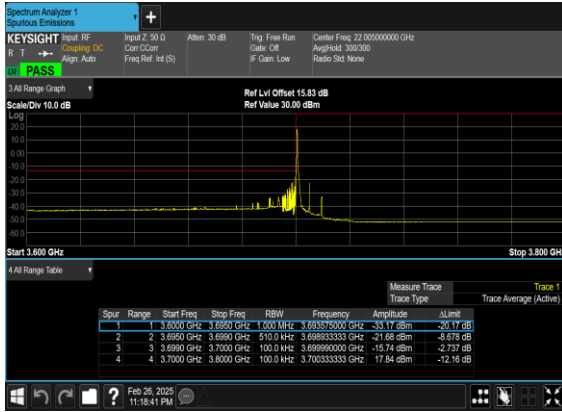 Spectrum Analyzer 1
Spurious Emissions
+
KEYSIGHT Input: RF Input Z: 50 Ω Atten: 30 dB Trig: Free Run Center Freq: 22.005000000 GHz
R T Coupling: DC Corr CCorr Gate: Off Avg|Hold: 300/300
Align: Auto Freq Ref: Int (S) IF Gain: Low Radio Std: None
PASS
3 All Range Graph
Ref Lvl Offset 15.83 dB
Scale/Div 10.0 dB Ref Value 30.00 dBm
Log
20.0
10.0
0.00
-10.0
-20.0
-30.0
-40.0
-50.0
-60.0
Start 3.600 GHz Stop 3.800 GH
4 All Range Table
Measure Trace Trace 1
Trace Type Trace Average (Active)
Spur Range Start Freq Stop Freq RBW Frequency Amplitude ΔLimit
1 1 3.6000 GHz 3.6950 GHz 1.000 MHz 3.693575000 GHz -33.17 dBm -20.17 dB
2 2 3.6950 GHz 3.6990 GHz 510.0 kHz 3.698933333 GHz -21.68 dBm -8.678 dB
3 3 3.6990 GHz 3.7000 GHz 100.0 kHz 3.699990000 GHz -15.74 dBm -2.737 dB
4 4 3.7000 GHz 3.8000 GHz 100.0 kHz 3.700333333 GHz 17.84 dBm -12.16 dB
? Feb 26, 2025
11:18:41 PM